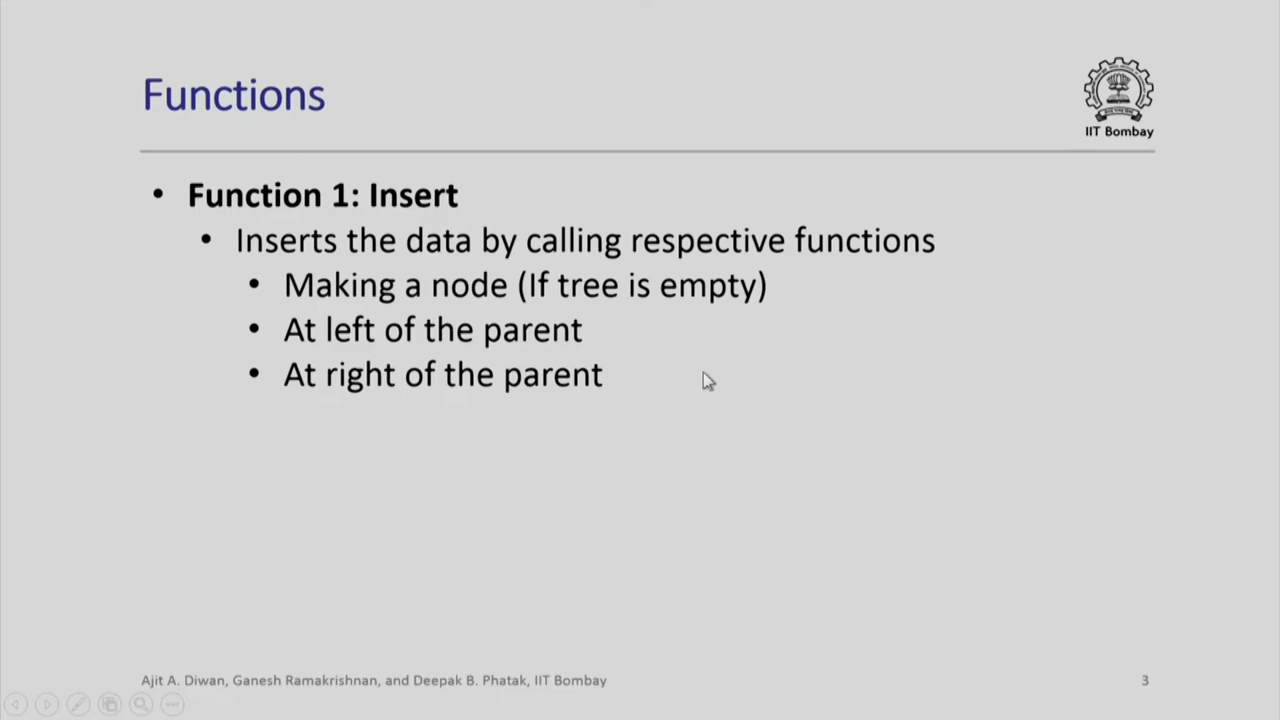 Functions
IIT Bombay
• Function 1: Insert
• Inserts the data by calling respective functions
• Making a node (If tree is empty)
• At left of the parent
• At right of the parent
Ajit A. Diwan, Ganesh Ramakrishnan, and Deepak B. Phatak, IIT Bombay
3